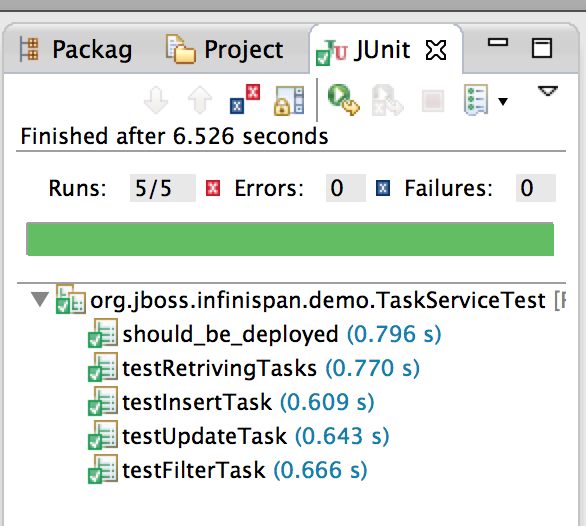 Packag Project JUnit
Finished after 6.526 seconds
Runs: 5/5 Errors: 0 Failures: 0
org.jboss.infinispan.demo.TaskServiceTest [
should_be_deployed (0.796 s)
testRetrivingTasks (0.770 s)
testInsertTask (0.609 s)
testUpdateTask (0.643 s)
testFilterTask (0.666 s)